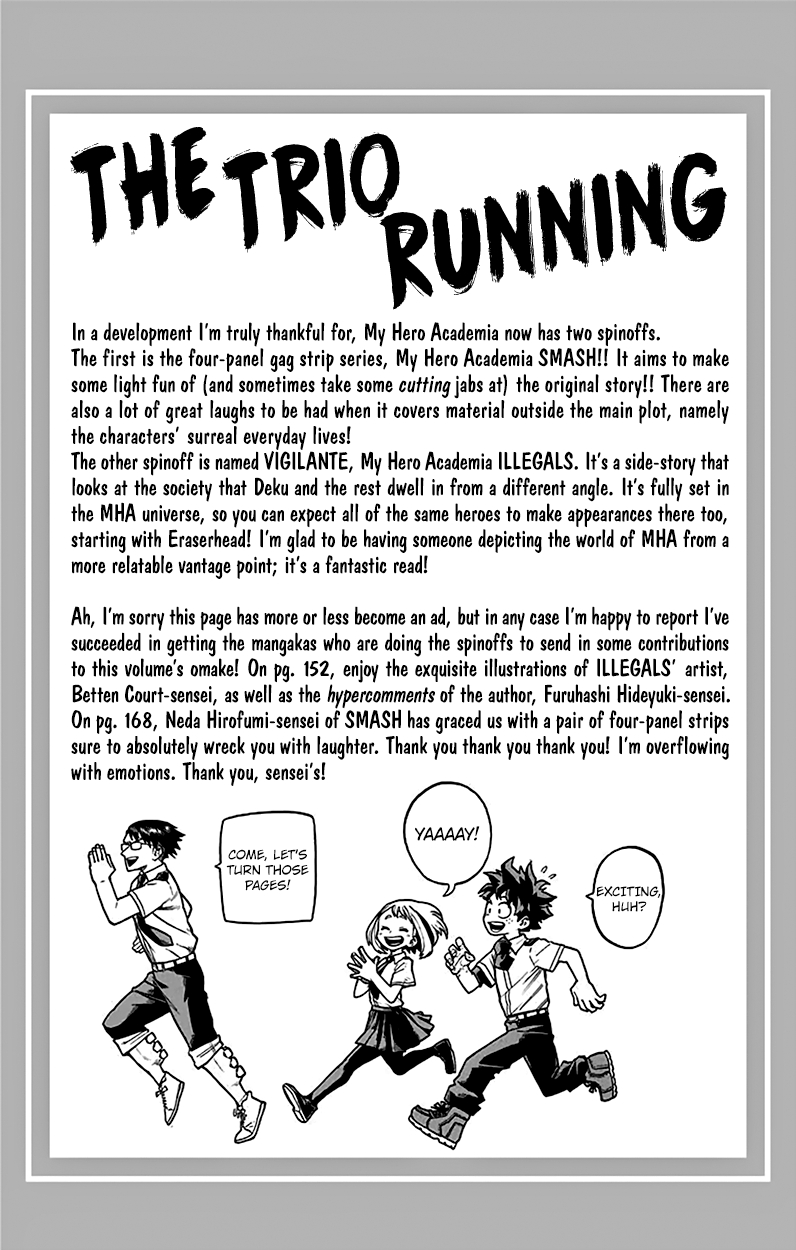 THE TRIO
RUNNING
In a development I'm truly thankful for, My Hero Academia now has two spinoffs.
The first is the four-panel gag strip series, My Hero Academia SMASH!! It aims to make
some light fun of (and sometimes take some cutting jabs at) the original story!! There are
also a lot of great laughs to be had when it covers material outside the main plot, namely
the characters' surreal everyday lives!
The other spinoff is named VIGILANTE, My Hero Academia ILLEGALS. It's a side-story that
looks at the society that Deku and the rest dwell in from a different angle. It's fully set in
the MHA universe, so you can expect all of the same heroes to make appearances there too,
starting with Eraserhead! I'm glad to be having someone depicting the world of MHA from a
more relatable vantage point; it's a fantastic read!
Ah, I'm sorry this page has more or less become an ad, but in any case I'm happy to report I've
succeeded in getting the mangakas who are doing the spinoffs to send in some contributions
to this volume's omake! On pg. 152, enjoy the exquisite illustrations of ILLEGALS' artist,
Betten Court-sensei, as well as the hypercomments of the author, Furuhashi Hideyuki-sensei.
On pg. 168, Neda Hirofumi-sensei of SMASH has graced us with a pair of four-panel strips
sure to absolutely wreck you with laughter. Thank you thank you thank you! I'm overflowing
with emotions. Thank you, sensei's!
COME, LET'S
TURN THOSE
PAGES!
YAAAAY!
EXCITING,
HUH?